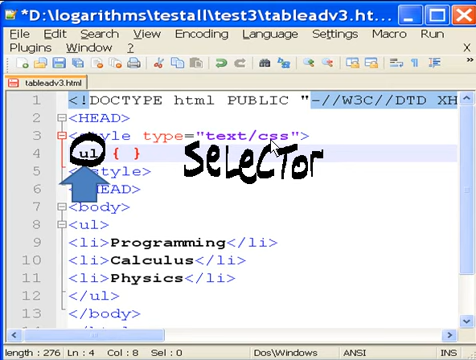 *D:\logarithms\testall\test3\tableadv3.ht...
File Edit Search View Encoding Language Settings Macro Run
Plugins Window ?
tableadv3.html
1 <!DOCTYPE html PUBLIC "-//W3C//DTD XH
2 <HEAD>
3 <style type="text/css">
4 ul { } SELECTOR
5 </style>
6 </HEAD>
7 <body>
8 <ul>
9 <li>Programming</li>
10 <li>Calculus</li>
11 <li>Physics</li>
12 </ul>
13 </body>
length : 276 Ln : 4 Col : 8 Sel : 0 Dos\Windows ANSI INS